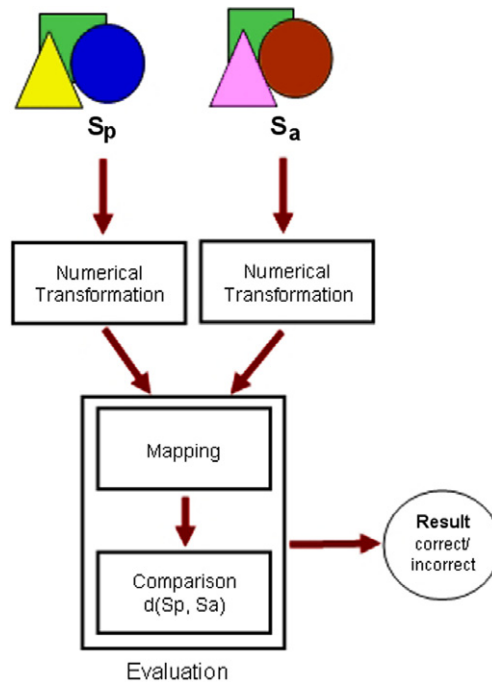 Sp
Sa
Numerical
Transformation
Numerical
Transformation
Mapping
Comparison
d(Sp, Sa)
Result
correct/
incorrect
Evaluation